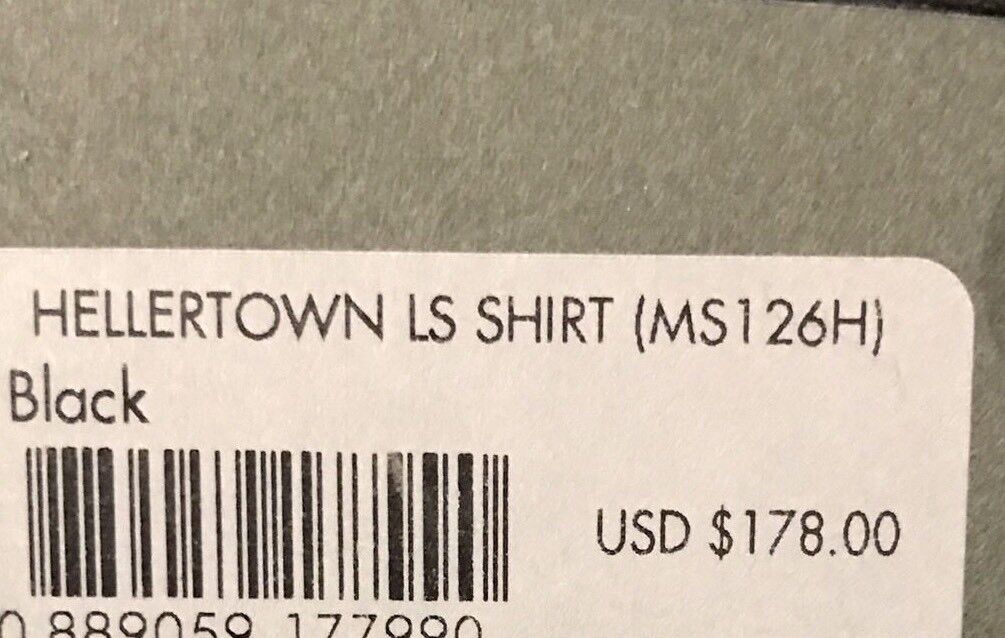 HELLERTOWN LS SHIRT (MS126H)
Black
USD $178.00
0 889059 177990